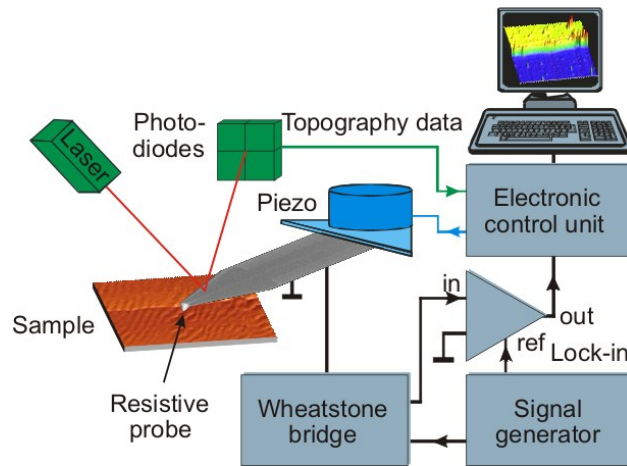 Laser
Photo-
diodes
Topography data
Piezo
Electronic
control unit
Sample
in
out
ref
Lock-in
Resistive
probe
Wheatstone
bridge
Signal
generator